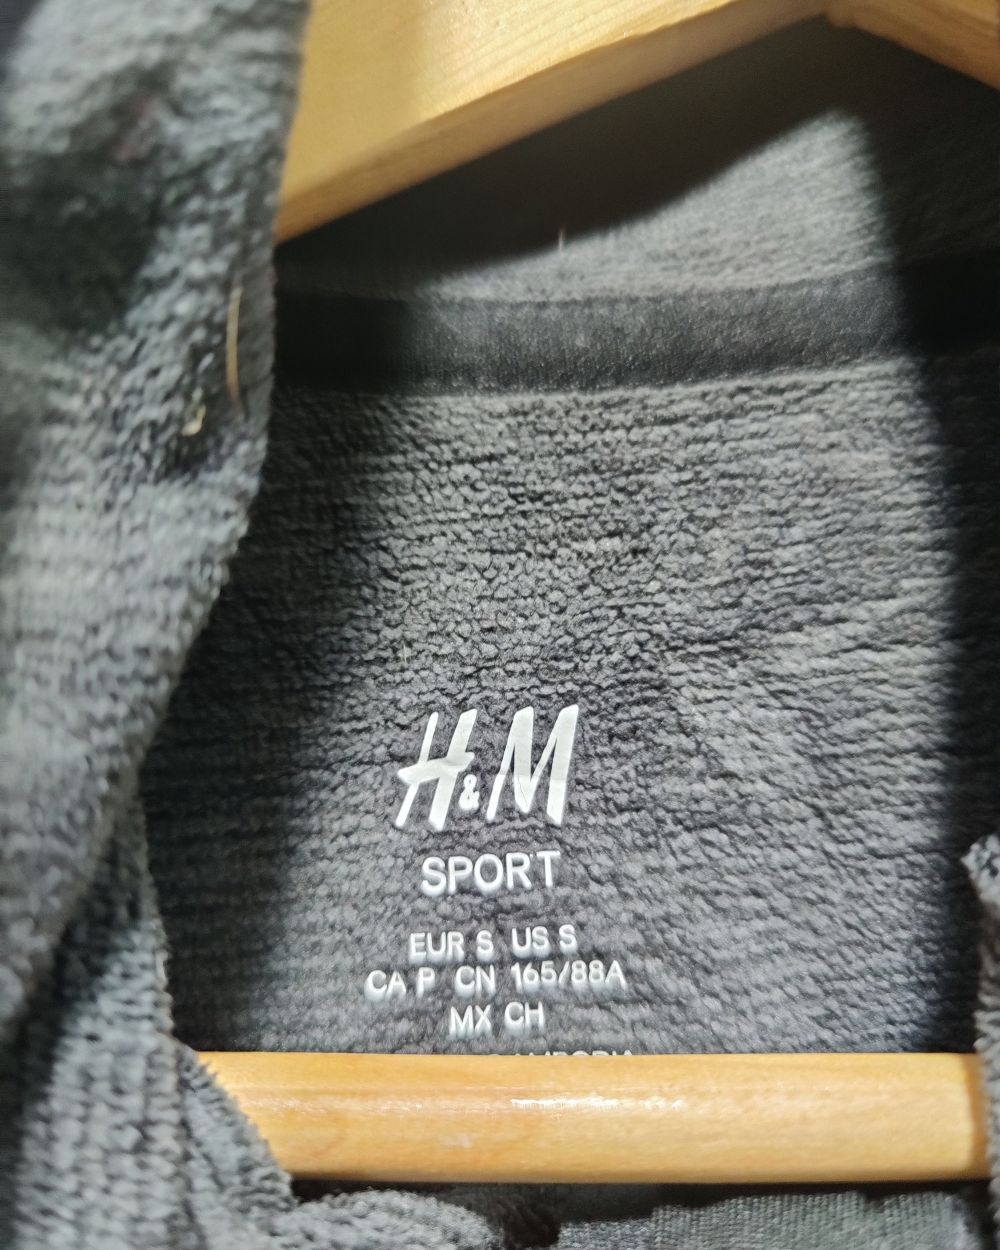 H&M
SPORT
EUR S US S
CA P CN 165/88A
MX CH